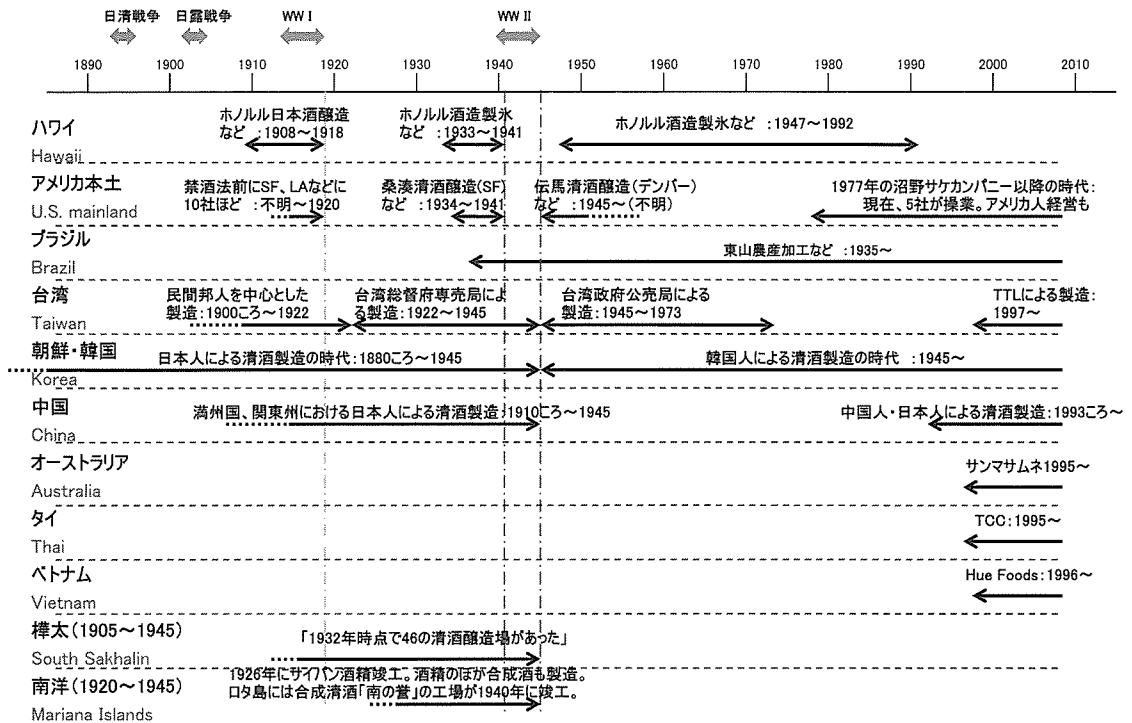 日清戦争 日露戦争 WW I WW II
1890 1900 1910 1920 1930 1940 1950 1960 1970 1980 1990 2000 2010
ハワイ
Hawaii
ホノルル日本酒醸造
など :1908~1918
ホノルル酒造製氷
など :1933~1941
ホノルル酒造製氷など :1947~1992
アメリカ本土
U.S. mainland
禁酒法前にSF、LAなどに
10社ほど :不明~1920
桑湊清酒醸造(SF)
など :1934~1941
伝馬清酒醸造(デンバー)
など :1945~(不明)
1977年の沼野サケカンパニー以降の時代:
現在、5社が操業。アメリカ人経営も
ブラジル
Brazil
東山農産加工など :1935~
台湾
Taiwan
民間邦人を中心とした
製造:1900ころ~1922
台湾総督府専売局によ
る製造:1922~1945
台湾政府公売局による
製造:1945~1973
TTLによる製造:
1997~
朝鮮・韓国
Korea
日本人による清酒製造の時代:1880ころ~1945
韓国人による清酒製造の時代 :1945~
中国
China
満州国、関東州における日本人による清酒製造:1910ころ~1945
中国人・日本人による清酒製造:1993ころ~
オーストラリア
Australia
サンマサムネ1995~
タイ
Thai
TCC:1995~
ベトナム
Vietnam
Hue Foods:1996~
樺太(1905~1945)
South Sakhalin
「1932年時点で46の清酒醸造場があった」
南洋(1920~1945)
Mariana Islands
1926年にサイパン酒精竣工。酒精のほか合成酒も製造。
ロタ島には合成清酒「南の誉」の工場が1940年に竣工。